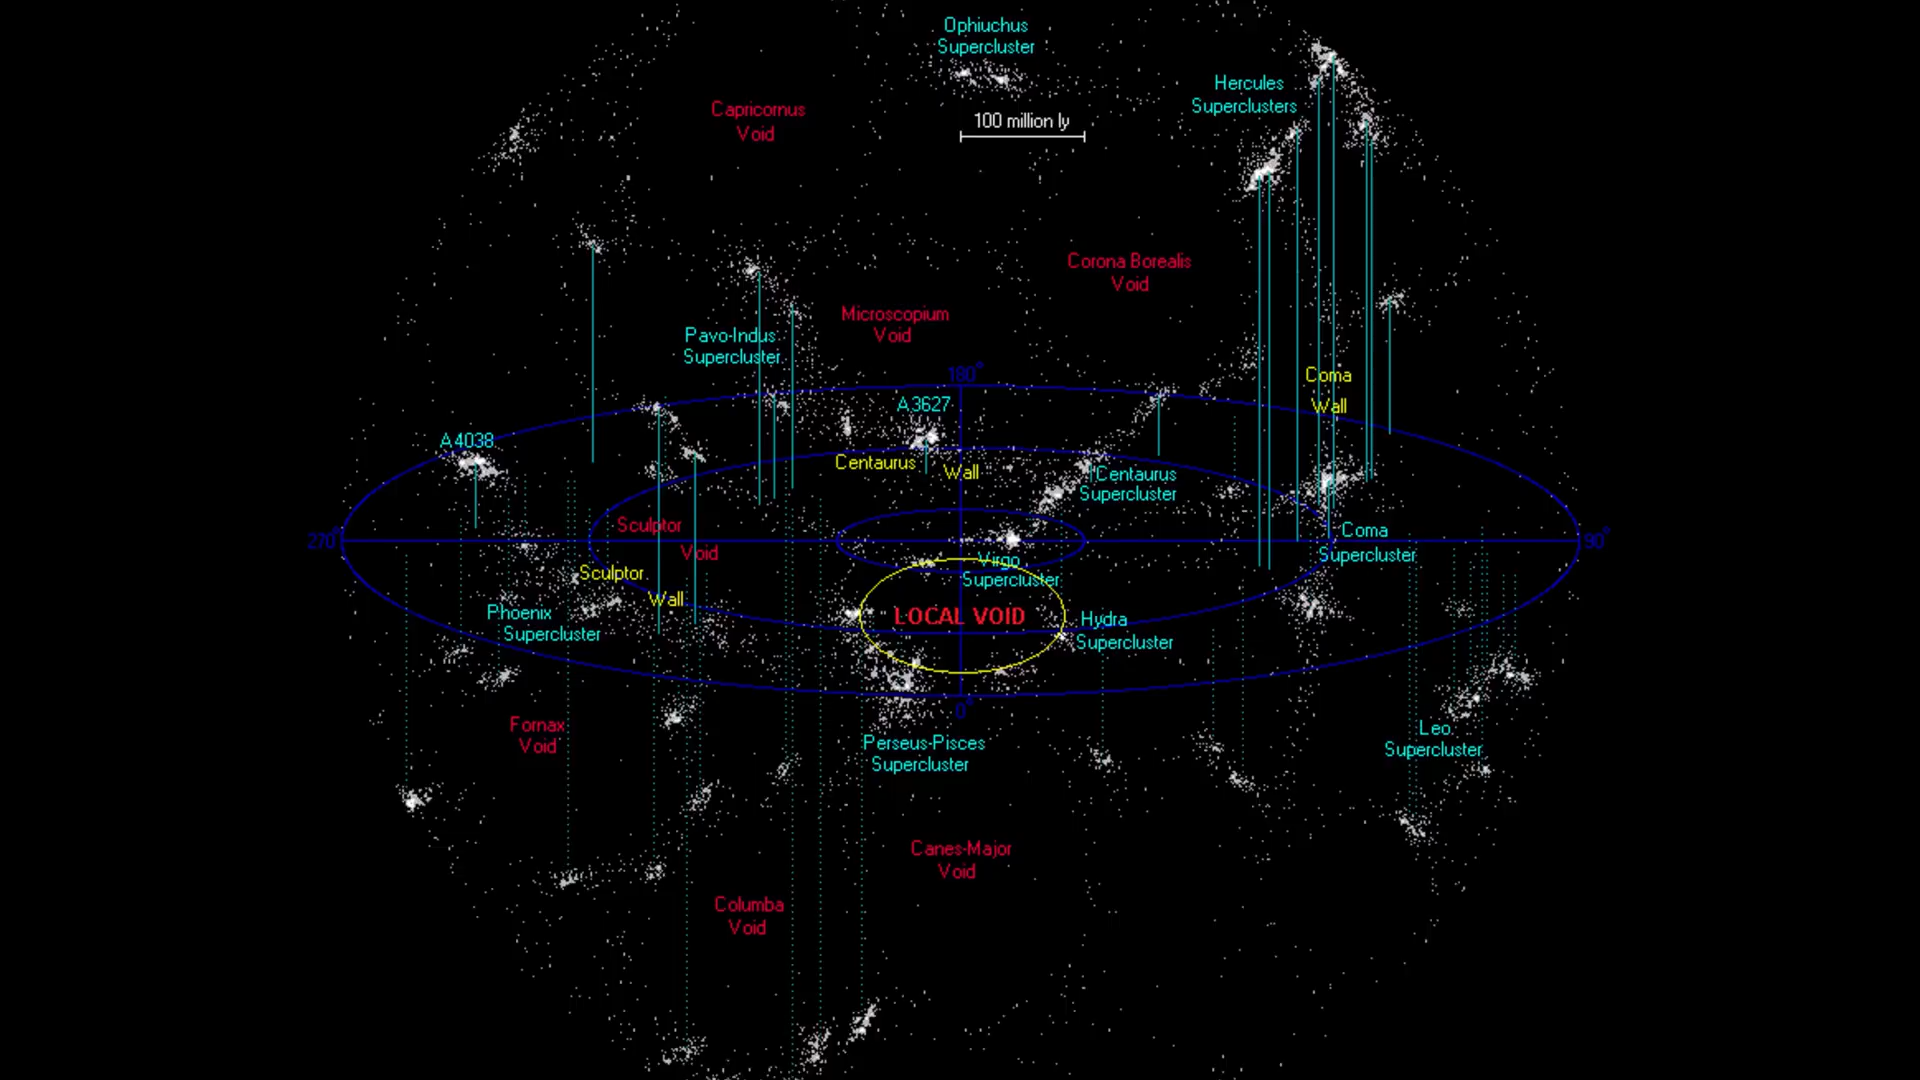 Ophiuchus
Supercluster
Hercules
Superclusters
Capricornus
Void
100 million ly
Corona Borealis
Void
Microscopium
Void
Pavo-Indus
Supercluster
180°
Coma
Wall
A3627
A4038
Centaurus
Wall
Centaurus
Supercluster
Sculptor
Void
270°
90°
Coma
Supercluster
Virgo
Supercluster
Sculptor
Wall
Phoenix
Supercluster
LOCAL VOID
Hydra
Supercluster
0°
Fornax
Void
Perseus-Pisces
Supercluster
Leo
Supercluster
Canes-Major
Void
Columba
Void